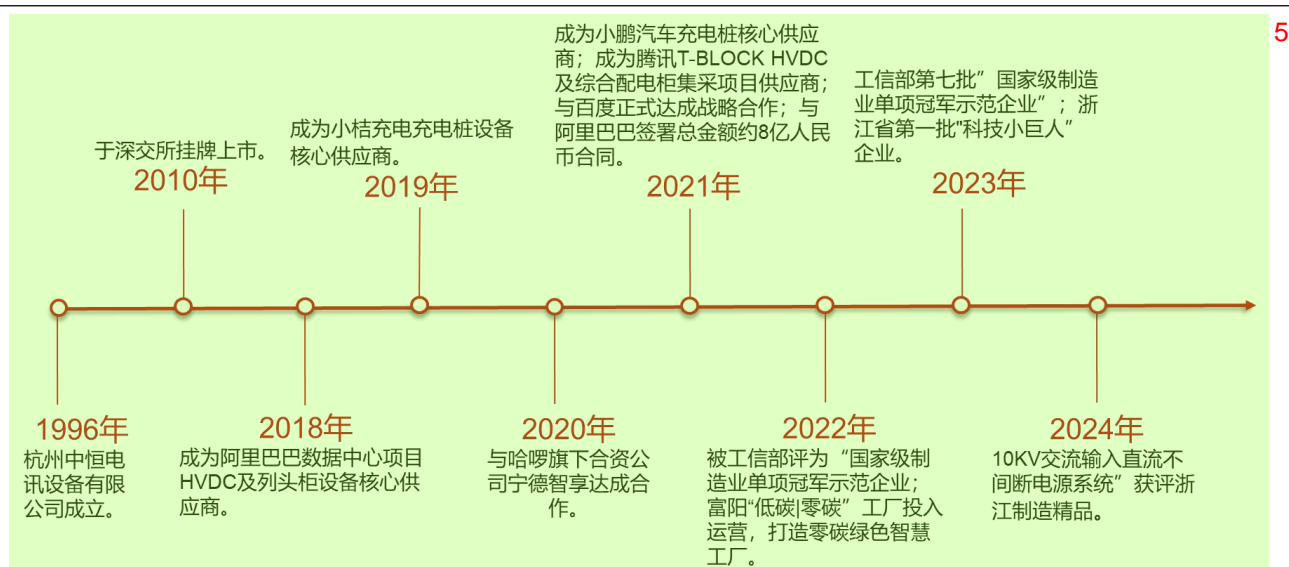 5
于深交所挂牌上市。
2010年
成为小桔充电充电桩设备
核心供应商。
2019年
成为小鹏汽车充电桩核心供应
商；成为腾讯T-BLOCK HVDC
及综合配电柜集采项目供应商；
与百度正式达成战略合作；与
阿里巴巴签署总金额约8亿人民
币合同。
2021年
工信部第七批”国家级制造
业单项冠军示范企业”；浙
江省第一批"科技小巨人”
企业。
2023年
1996年
杭州中恒电
讯设备有限
公司成立。
2018年
成为阿里巴巴数据中心项目
HVDC及列头柜设备核心供
应商。
2020年
与哈啰旗下合资公
司宁德智享达成合
作。
2022年
被工信部评为“国家级制
造业单项冠军示范企业；
富阳“低碳|零碳”工厂投入
运营，打造零碳绿色智慧
工厂。
2024年
10KV交流输入直流不
间断电源系统”获评浙
江制造精品。